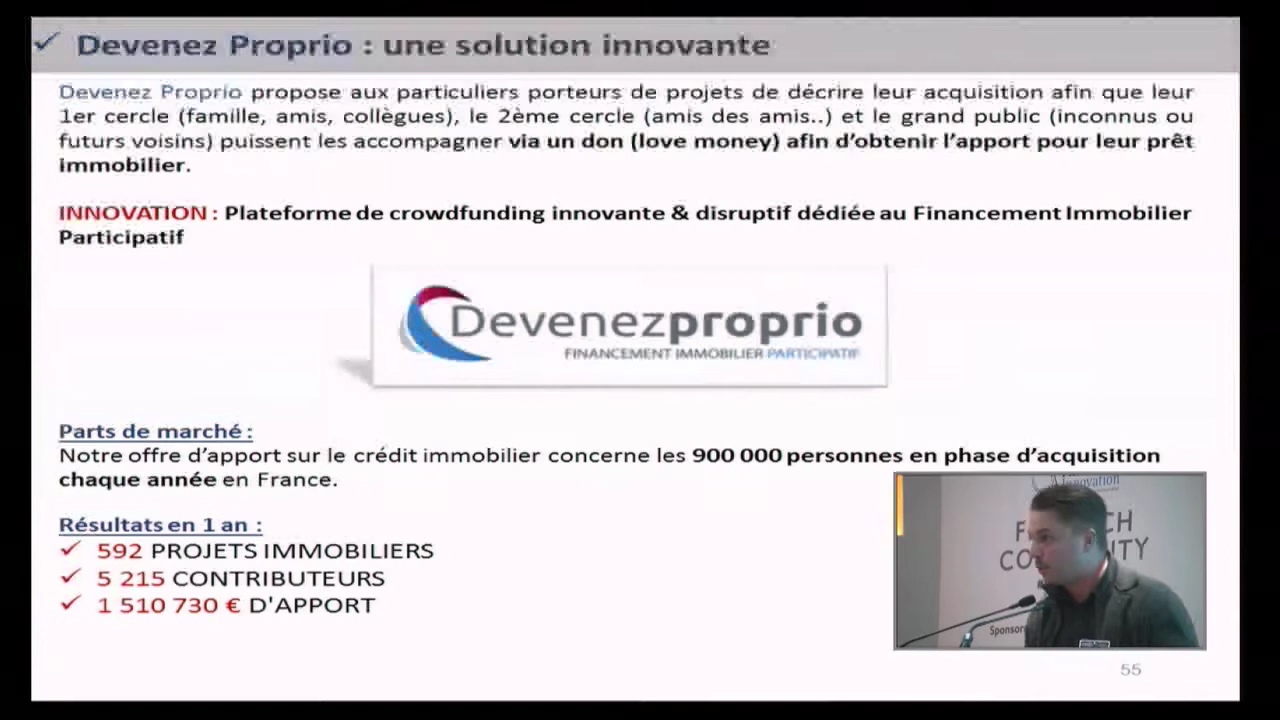 Devenez Proprio : une solution innovante
Devenez Proprio propose aux particuliers porteurs de projets de décrire leur acquisition afin que leur
1er cercle (famille, amis, collègues), le 2ème cercle (amis des amis..) et le grand public (inconnus ou
futurs voisins) puissent les accompagner via un don (love money) afin d'obtenir l'apport pour leur prêt
immobilier.
INNOVATION : Plateforme de crowdfunding innovante & disruptif dédiée au Financement Immobilier
Participatif
Devenezproprio
FINANCEMENT IMMOBILIER PARTICIPATIF
Parts de marché :
Notre offre d'apport sur le crédit immobilier concerne les 900 000 personnes en phase d'acquisition
chaque année en France.
Résultats en 1 an :
592 PROJETS IMMOBILIERS
5 215 CONTRIBUTEURS
1 510 730 € D'APPORT
Innovation
F CH
CO ITY
Sponsor
55